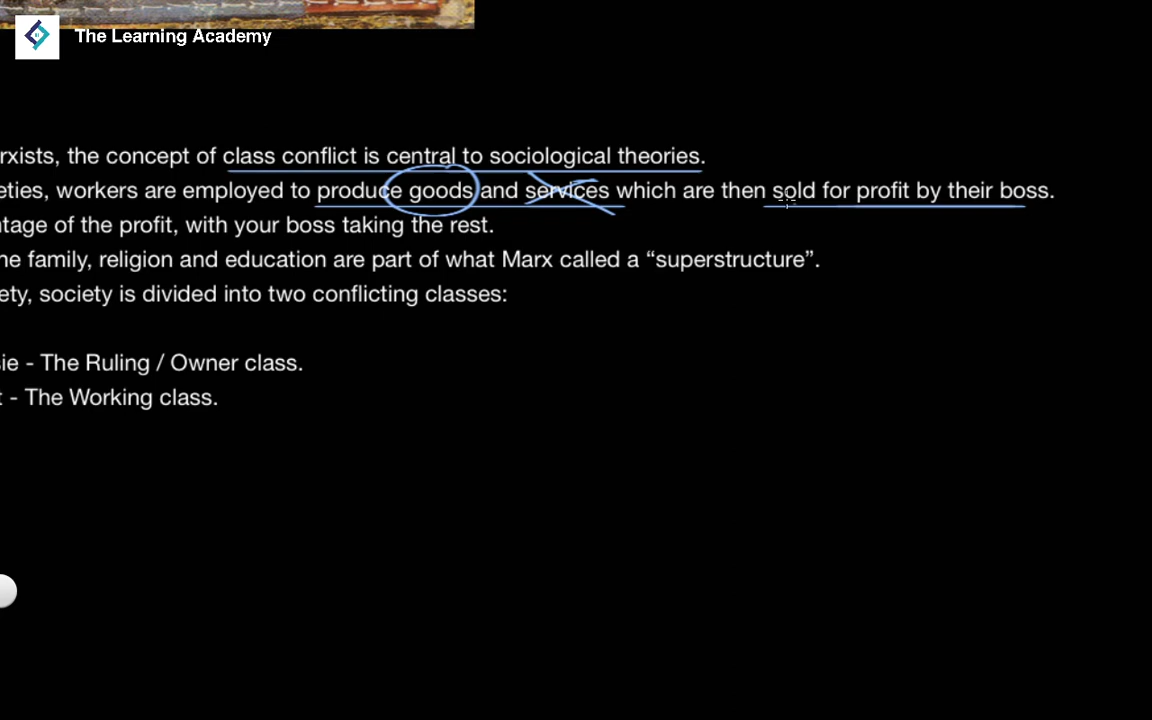 The Learning Academy
rxists, the concept of class conflict is central to sociological theories.
eties, workers are employed to produce goods and services which are then sold for profit by their boss.
ntage of the profit, with your boss taking the rest.
he family, religion and education are part of what Marx called a “superstructure”.
ety, society is divided into two conflicting classes:
sie - The Ruling / Owner class.
t - The Working class.